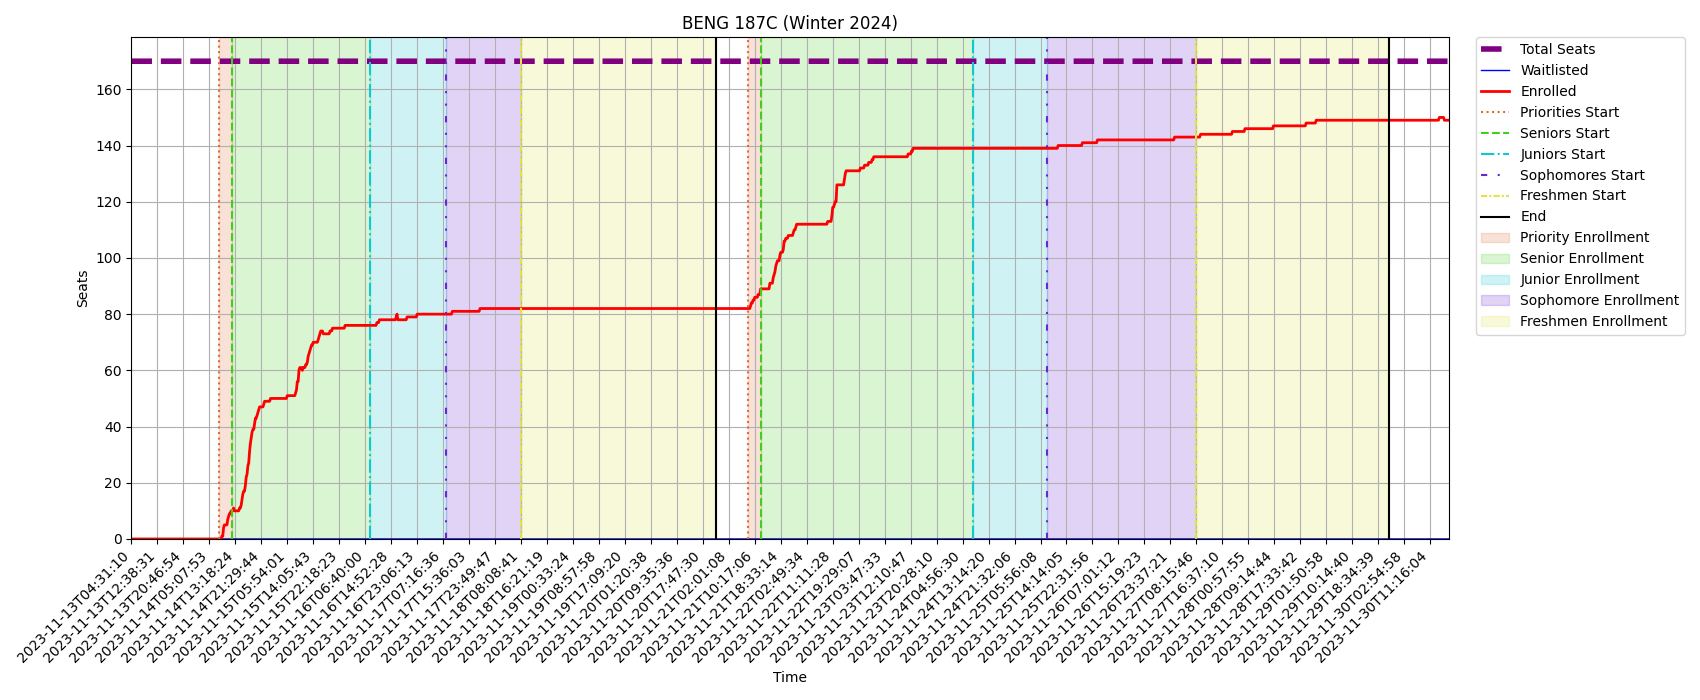 BENG 187C (Winter 2024)
Seats
160
140
120
100
80
60
40
20
0
2023-11-13T04:31:10
2023-11-13T12:38:31
2023-11-13T20:46:54
2023-11-14T05:07:53
2023-11-14T13:18:24
2023-11-14T21:29:44
2023-11-15T05:54:01
2023-11-15T14:05:43
2023-11-15T22:18:23
2023-11-16T06:40:00
2023-11-16T14:52:28
2023-11-16T23:06:13
2023-11-17T07:16:36
2023-11-17T15:36:03
2023-11-17T23:49:47
2023-11-18T08:08:41
2023-11-18T16:21:19
2023-11-19T00:33:24
2023-11-19T08:57:58
2023-11-19T17:09:20
2023-11-20T01:20:38
2023-11-20T09:35:36
2023-11-20T17:47:30
2023-11-21T02:01:08
2023-11-21T10:17:06
2023-11-21T18:33:14
2023-11-22T02:49:34
2023-11-22T11:11:28
2023-11-22T19:29:07
2023-11-23T03:47:33
2023-11-23T12:10:47
2023-11-23T20:28:10
2023-11-24T04:56:30
2023-11-24T13:14:20
2023-11-24T21:32:06
2023-11-25T05:56:08
2023-11-25T14:14:05
2023-11-25T22:31:56
2023-11-26T07:01:12
2023-11-26T15:19:23
2023-11-26T23:37:21
2023-11-27T08:15:46
2023-11-27T16:37:10
2023-11-28T00:57:55
2023-11-28T09:14:44
2023-11-28T17:33:42
2023-11-29T01:50:58
2023-11-29T10:14:40
2023-11-29T18:34:39
2023-11-30T02:54:58
2023-11-30T11:16:04
Time
Total Seats
Waitlisted
Enrolled
Priorities Start
Seniors Start
Juniors Start
Sophomores Start
Freshmen Start
End
Priority Enrollment
Senior Enrollment
Junior Enrollment
Sophomore Enrollment
Freshmen Enrollment